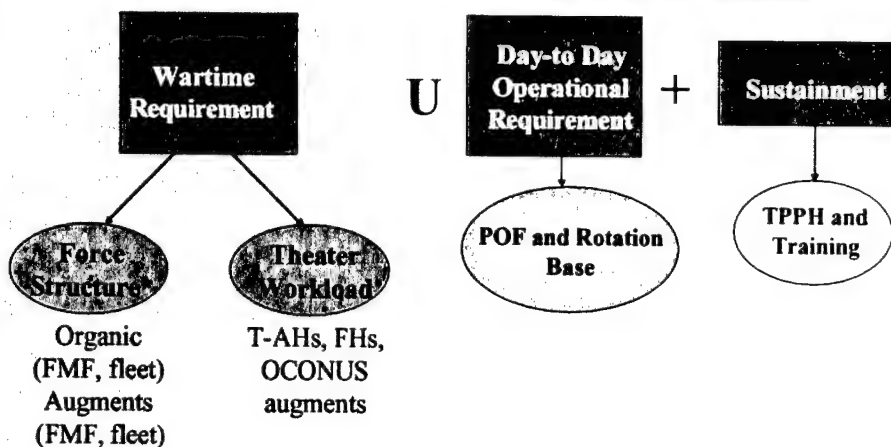 Wartime
Requirement
U
Day-to Day
Operational
Requirement
+
Sustainment
Force
Structure*
Theater
Workload
POF and Rotation
Base
TPPH and
Training
Organic
(FMF, fleet)
Augments
(FMF, fleet)
T-AHs, FHs,
OCONUS
augments